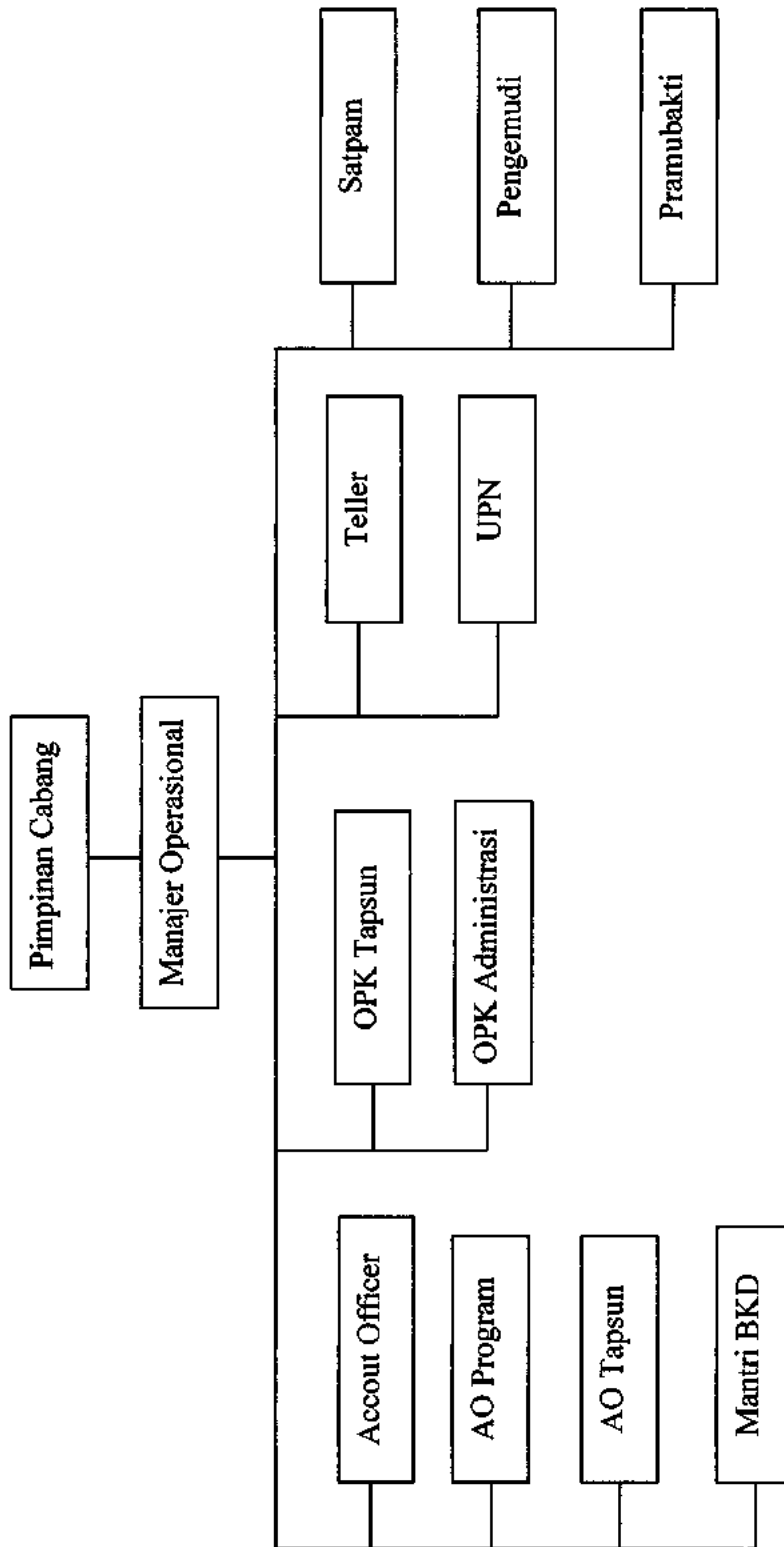 Pimpinan Cabang
Manajer Operasional
Accout Officer
AO Program
AO Tapsun
Mantri BKD
OPK Tapsun
OPK Administrasi
Teller
UPN
Satpam
Pengemudi
Pramubakti